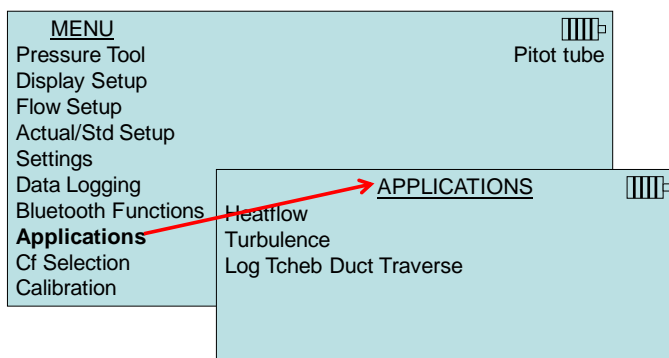 MENU
Pressure Tool
Pitot tube
Display Setup
Flow Setup
Actual/Std Setup
Settings
Data Logging
Bluetooth Functions
Applications
Cf Selection
Calibration
APPLICATIONS
Heatflow
Turbulence
Log Tcheb Duct Traverse